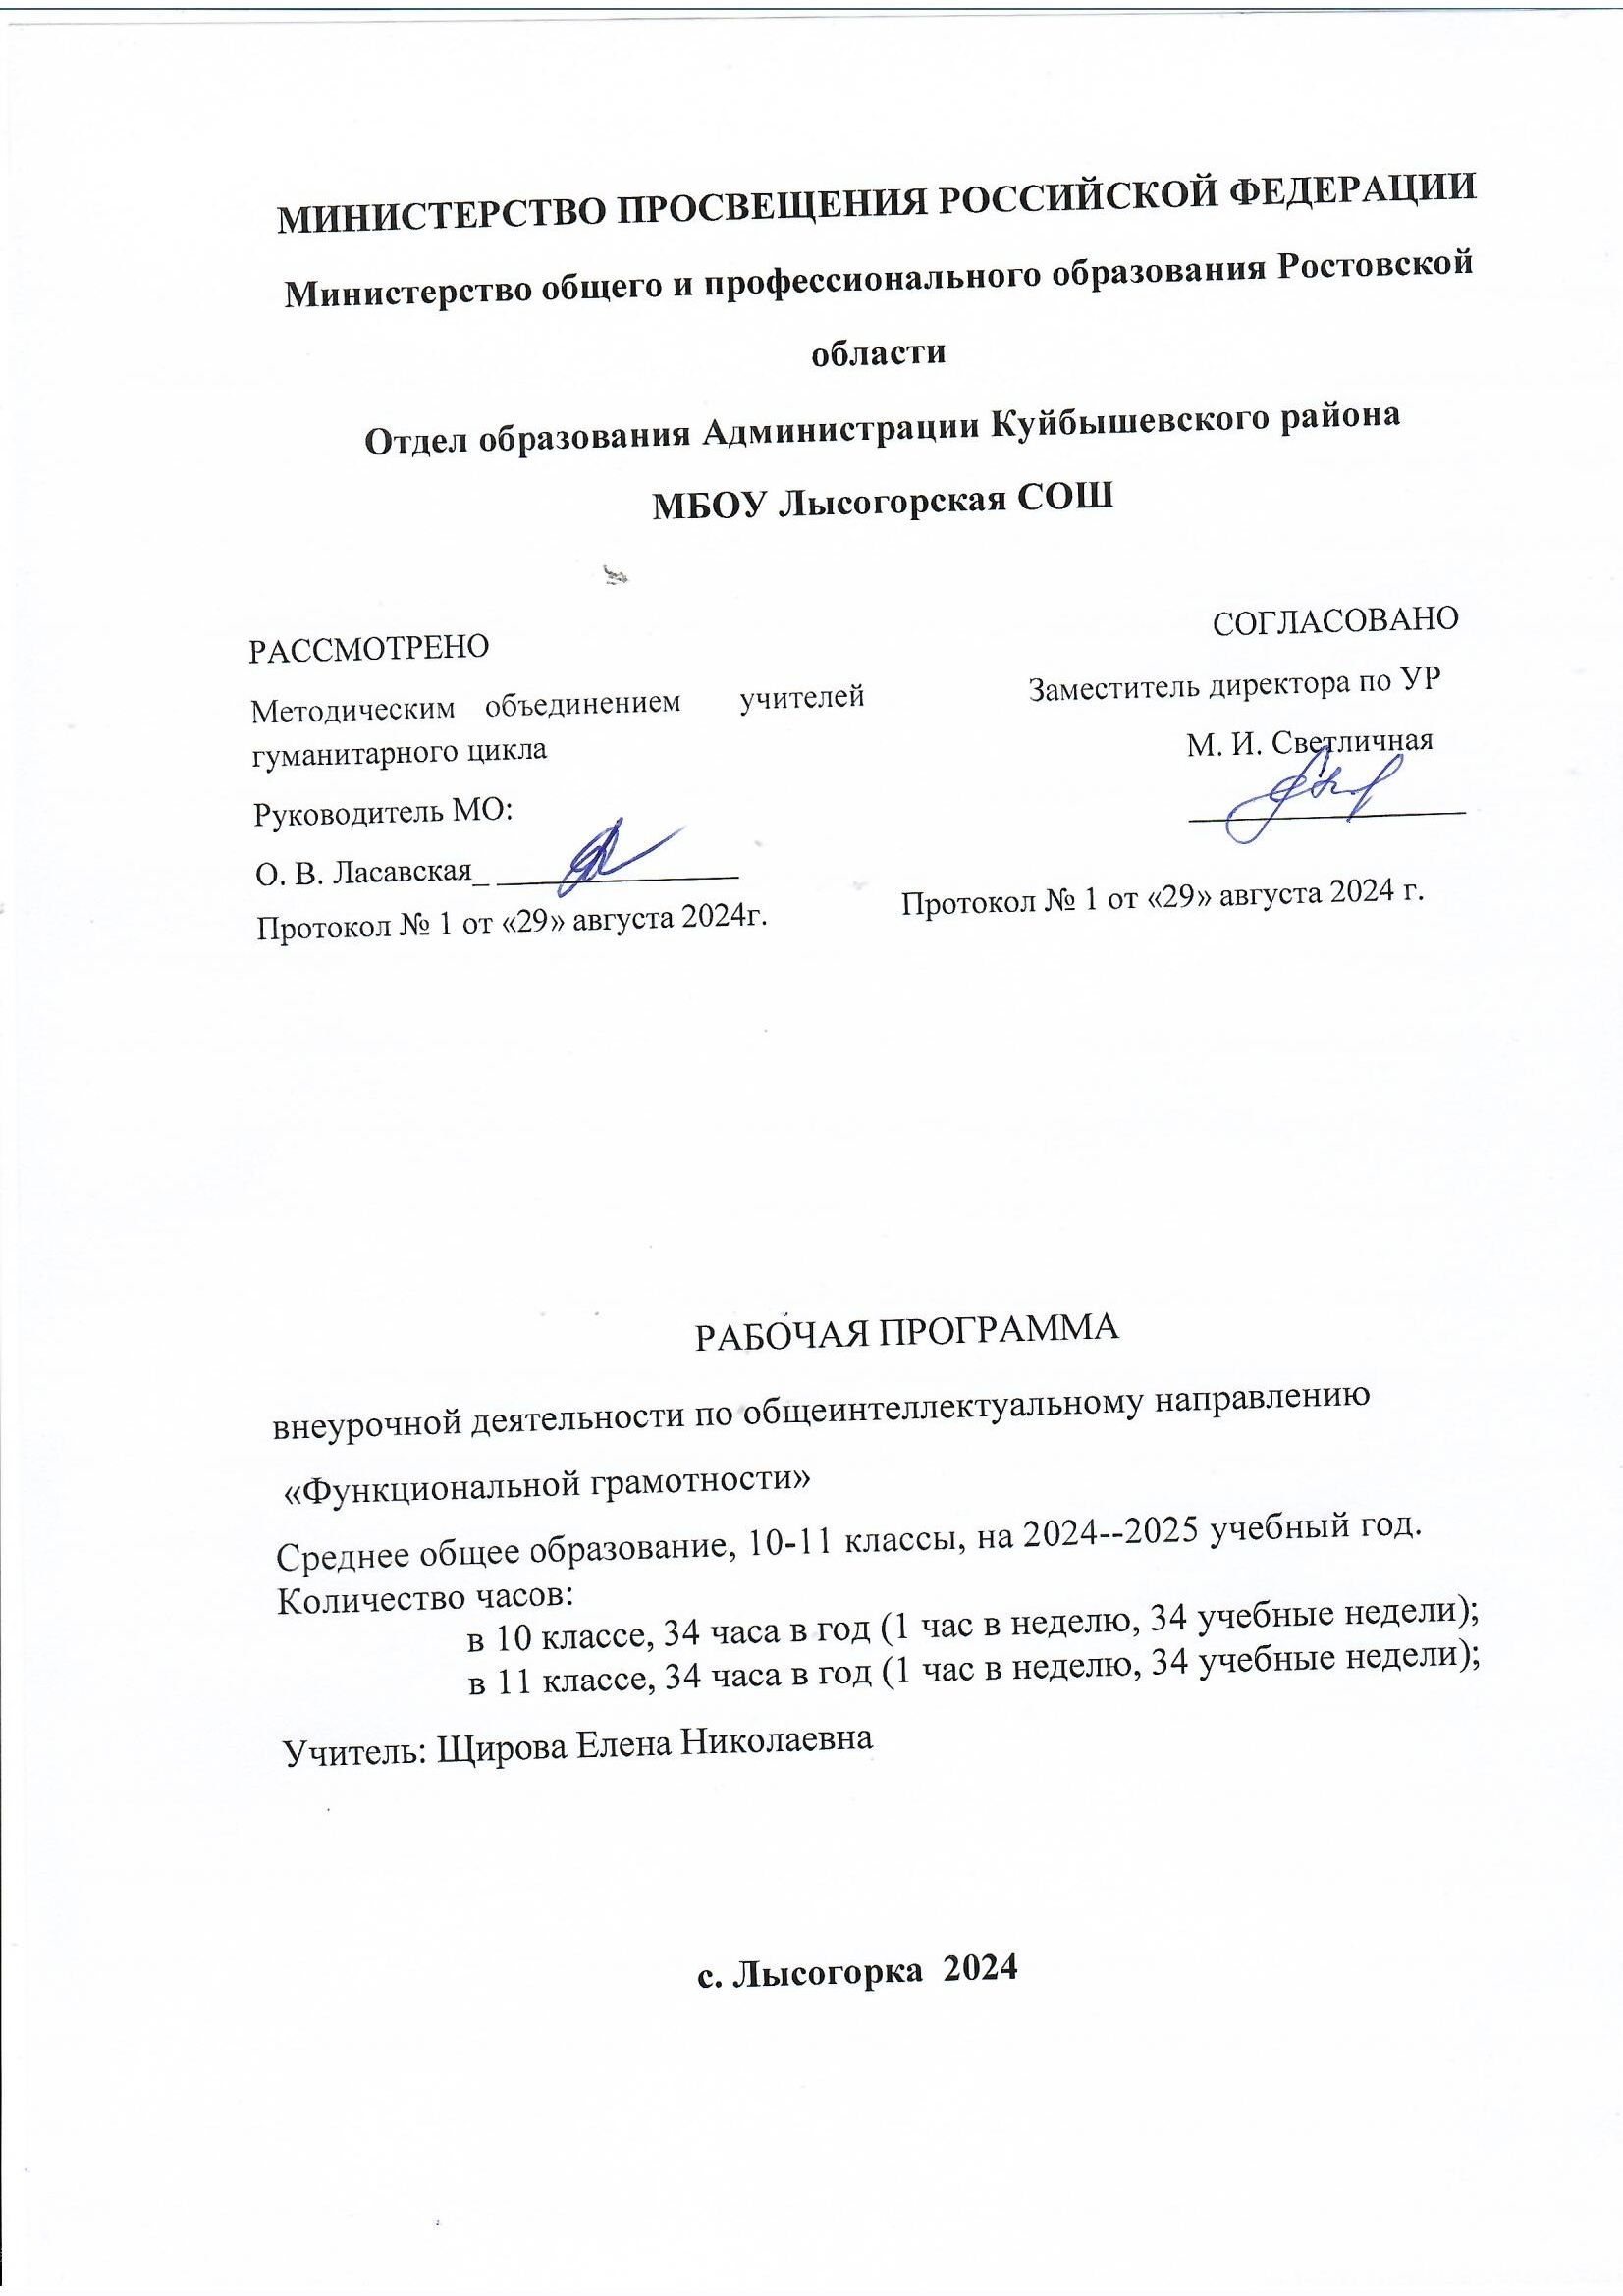 МИНИСТЕРСТВО ПРОСВЕЩЕНИЯ РОССИЙСКОЙ ФЕДЕРАЦИИ
Министерство общего и профессионального образования Ростовской
области
Отдел образования Администрации Куйбышевского района
МБОУ Лысогорская СОШ
РАССМОТРЕНО
Методическим объединением учителей
гуманитарного цикла
Руководитель МО:
О. В. Ласавская_ _______________
Протокол № 1 от «29» августа 2024г.
СОГЛАСОВАНО
Заместитель директора по УР
М. И. Светличная
_________________
Протокол № 1 от «29» августа 2024 г.
РАБОЧАЯ ПРОГРАММА
внеурочной деятельности по общеинтеллектуальному направлению
«Функциональной грамотности»
Среднее общее образование, 10-11 классы, на 2024--2025 учебный год.
Количество часов:
в 10 классе, 34 часа в год (1 час в неделю, 34 учебные недели);
в 11 классе, 34 часа в год (1 час в неделю, 34 учебные недели);
Учитель: Щирова Елена Николаевна
с. Лысогорка 2024